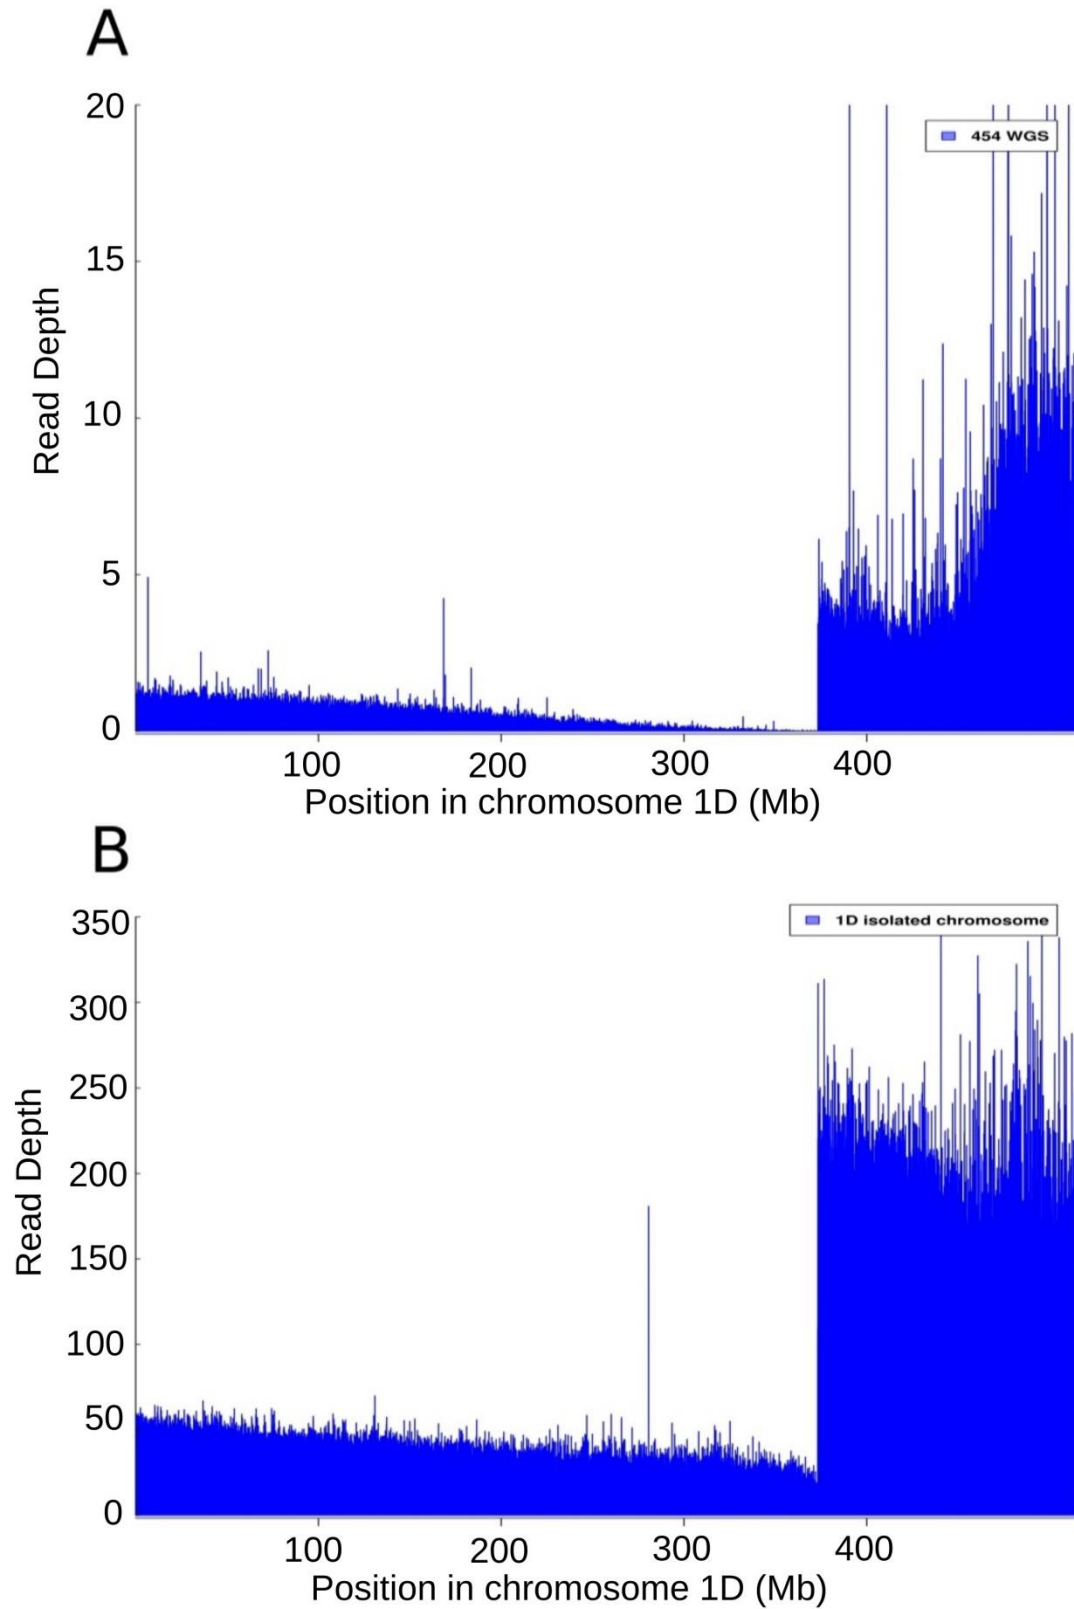 A
20
454 WGS
15
Read Depth
10
5
0
100 200 300 400
Position in chromosome 1D (Mb)
B
350
1D isolated chromosome
300
250
Read Depth
200
150
100
50
0
100 200 300 400
Position in chromosome 1D (Mb)